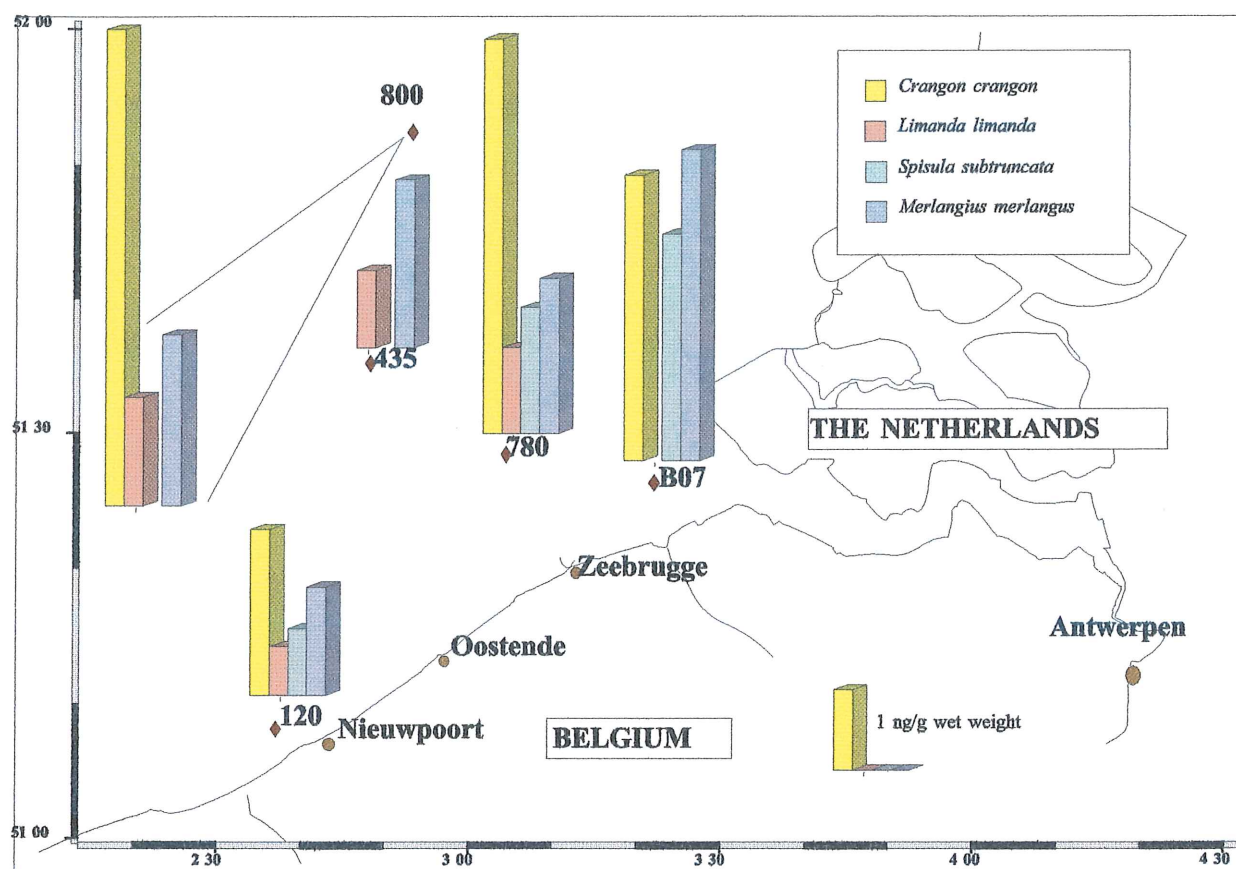 52 00
800
Crangon crangon
Limanda limanda
Spisula subtruncata
Merlangius merlangus
435
51 30
780
THE NETHERLANDS
B07
Zeebrugge
Oostende
Antwerpen
120
Nieuwpoort
BELGIUM
1 ng/g wet weight
51 00
2 30
3 00
3 30
4 00
4 30